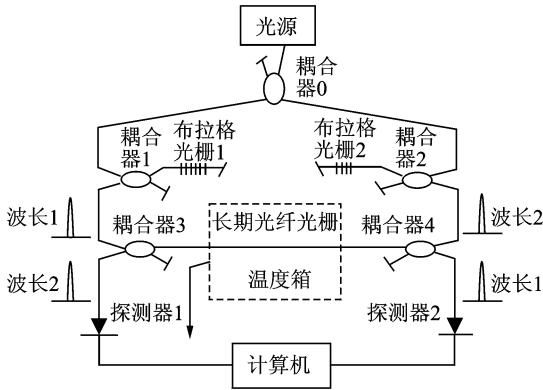 光源
耦合
器0
耦合
器1
布拉格
光栅1
布拉格
光栅2
耦合
器2
波长1
耦合器3
长期光纤光栅
耦合器4
波长2
波长2
温度箱
波长1
探测器1
探测器2
计算机